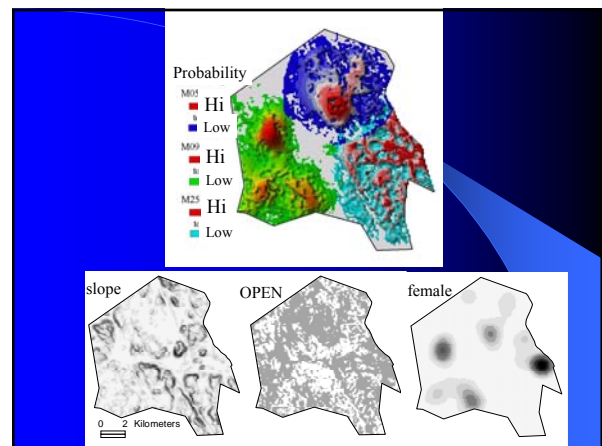 Probability
M05
Hi
Low
M09
Hi
Low
M25
Hi
Low
slope
OPEN
female
0 2 Kilometers